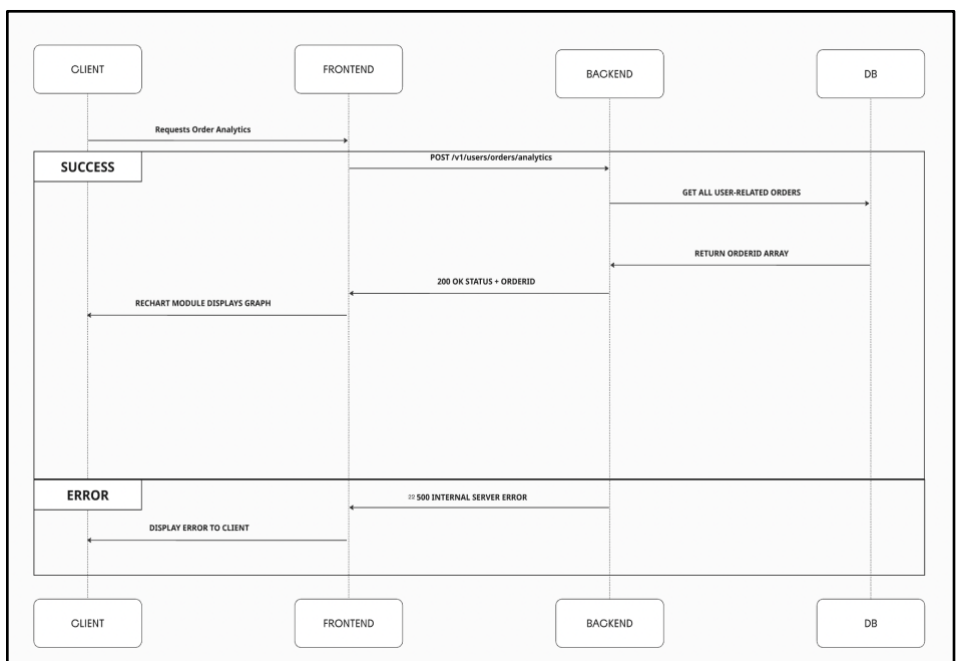 CLIENT
FRONTEND
BACKEND
DB
Requests Order Analytics
SUCCESS
POST /v1/users/orders/analytics
GET ALL USER-RELATED ORDERS
RETURN ORDERID ARRAY
200 OK STATUS + ORDERID
RECHART MODULE DISPLAYS GRAPH
ERROR
500 INTERNAL SERVER ERROR
DISPLAY ERROR TO CLIENT
CLIENT
FRONTEND
BACKEND
DB